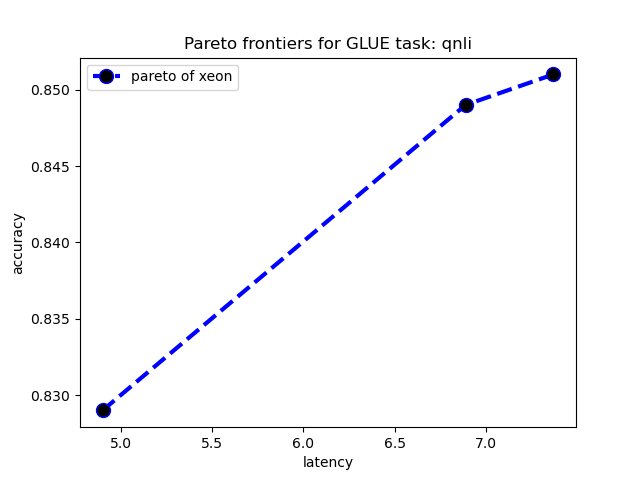 Pareto frontiers for GLUE task: qnli
pareto of xeon
0.850
0.845
0.840
0.835
0.830
accuracy
5.0 5.5 6.0 6.5 7.0
latency